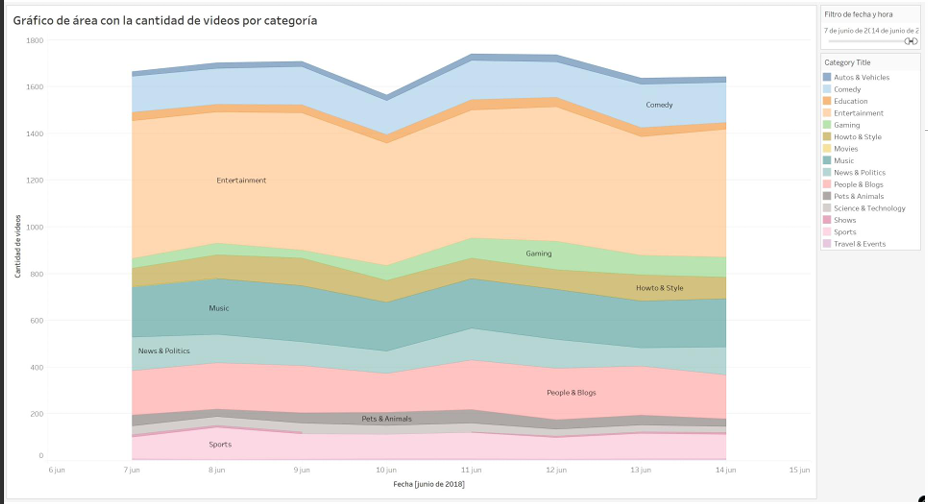 Gráfico de área con la cantidad de videos por categoría
Filtro de fecha y hora
7 de junio de 2( 14 de junio de 2
Category Title
Autos & Vehicles
Comedy
Education
Entertainment
Gaming
Howto & Style
Movies
Music
News & Politics
People & Blogs
Pets & Animals
Science & Technology
Shows
Sports
Travel & Events
Cantidad de videos
1800
1600
1400
1200
1000
800
600
400
200
0
Comedy
Entertainment
Gaming
Howto & Style
Music
News & Politics
People & Blogs
Pets & Animals
Sports
6 jun
7 jun
8 jun
9 jun
10 jun
11 jun
12 jun
13 jun
14 jun
15 jun
Fecha [junio de 2018]